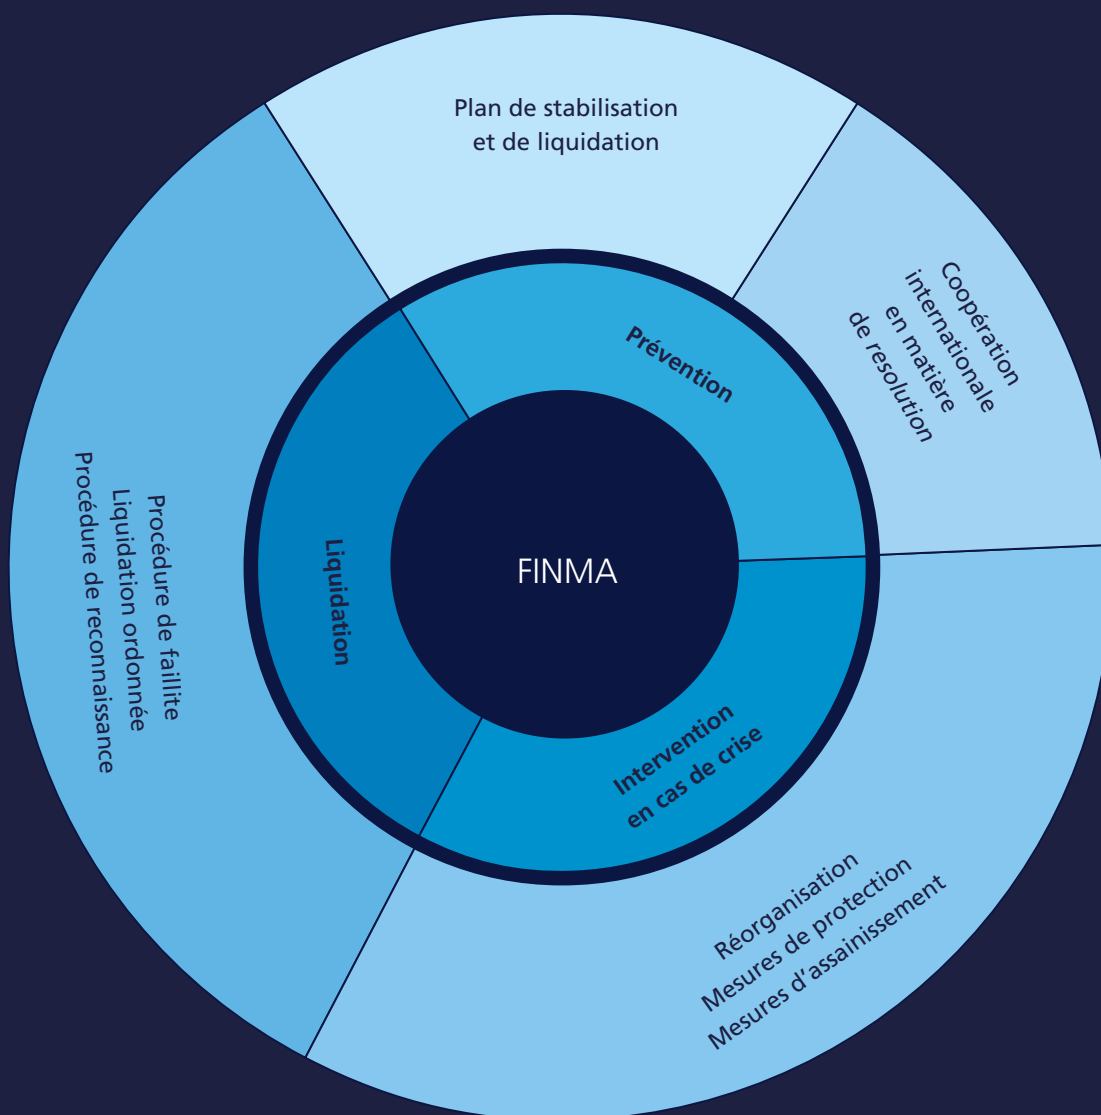 Plan de stabilisation
et de liquidation
Coopération
internationale
en matière
de resolution
Prévention
Liquidation
FINMA
Intervention
en cas de crise
Procédure de faillite
Liquidation ordonnée
Procédure de reconnaissance
Réorganisation
Mesures de protection
Mesures d’assainissement